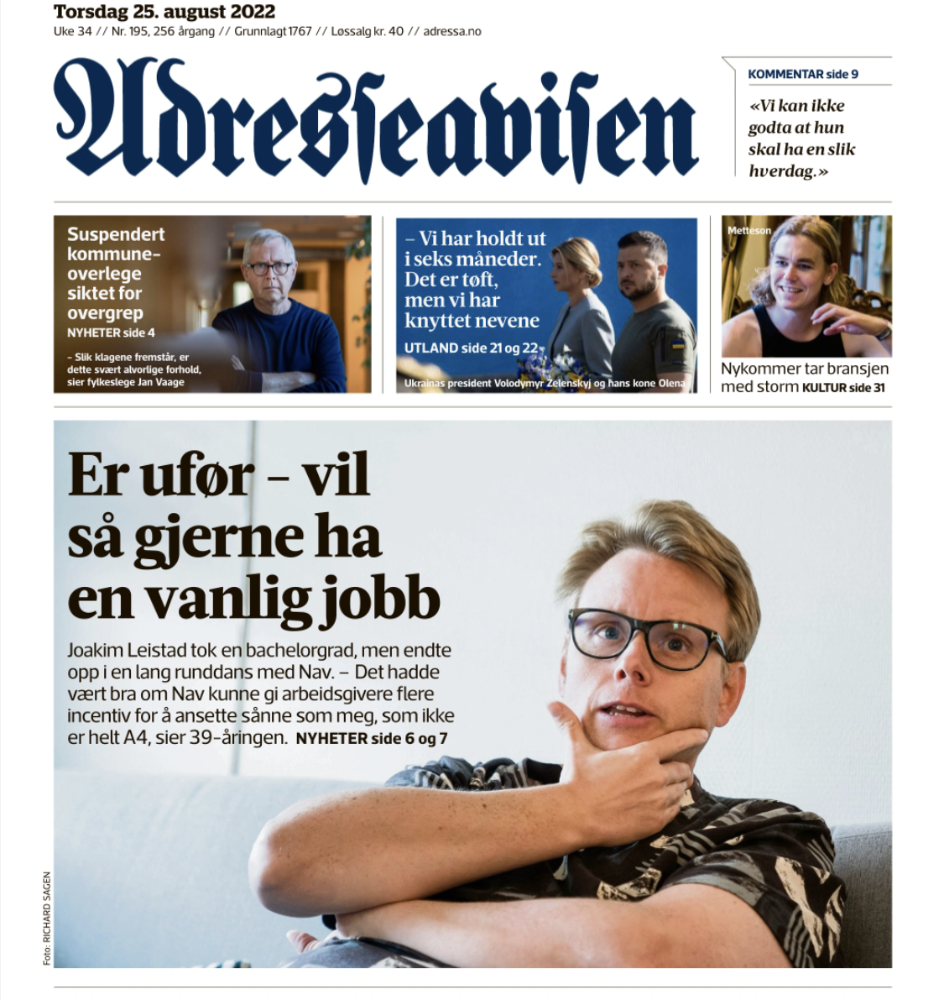 Torsdag 25. august 2022
Uke 34 // Nr. 195, 256 årgang // Grunnlagt 1767 // Løssalg kr. 40 // adressa.no
Adresseavisen
KOMMENTAR side 9
«Vi kan ikke
godta at hun
skal ha en slik
hverdag.»
Suspendert
kommune-
overlege
siktet for
overgrep
NYHETER side 4
– Slik klagene fremstår, er
dette svært alvorlige forhold,
sier fylkeslege Jan Vaage
– Vi har holdt ut
i seks måneder.
Det er tøft,
men vi har
knyttet nevene
UTLAND side 21 og 22
Ukrainas president Volodymyr Zelenskyj og hans kone Olena
Metteson
Nykommer tar bransjen
med storm KULTUR side 31
Er ufør – vil
så gjerne ha
en vanlig jobb
Joakim Leistad tok en bachelorgrad, men endte
opp i en lang runddans med Nav. – Det hadde
vært bra om Nav kunne gi arbeidsgivere flere
incentiv for å ansette sånne som meg, som ikke
er helt A4, sier 39-åringen. NYHETER side 6 og 7
Foto: RICHARD SAGEN